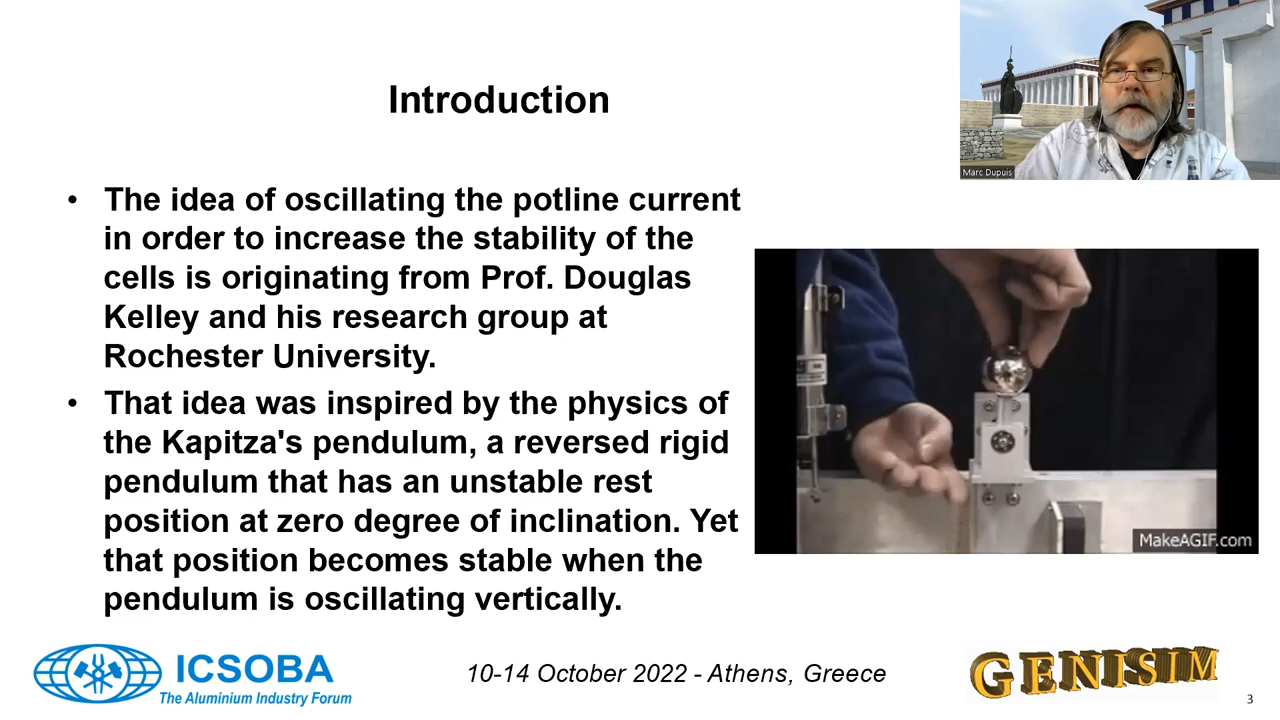 Introduction
Marc Dupuis
• The idea of oscillating the potline current
in order to increase the stability of the
cells is originating from Prof. Douglas
Kelley and his research group at
Rochester University.
• That idea was inspired by the physics of
the Kapitza's pendulum, a reversed rigid
pendulum that has an unstable rest
position at zero degree of inclination. Yet
that position becomes stable when the
pendulum is oscillating vertically.
MakeAGIF.com
ICSOBA
The Aluminium Industry Forum
10-14 October 2022 - Athens, Greece
GENISIM
3